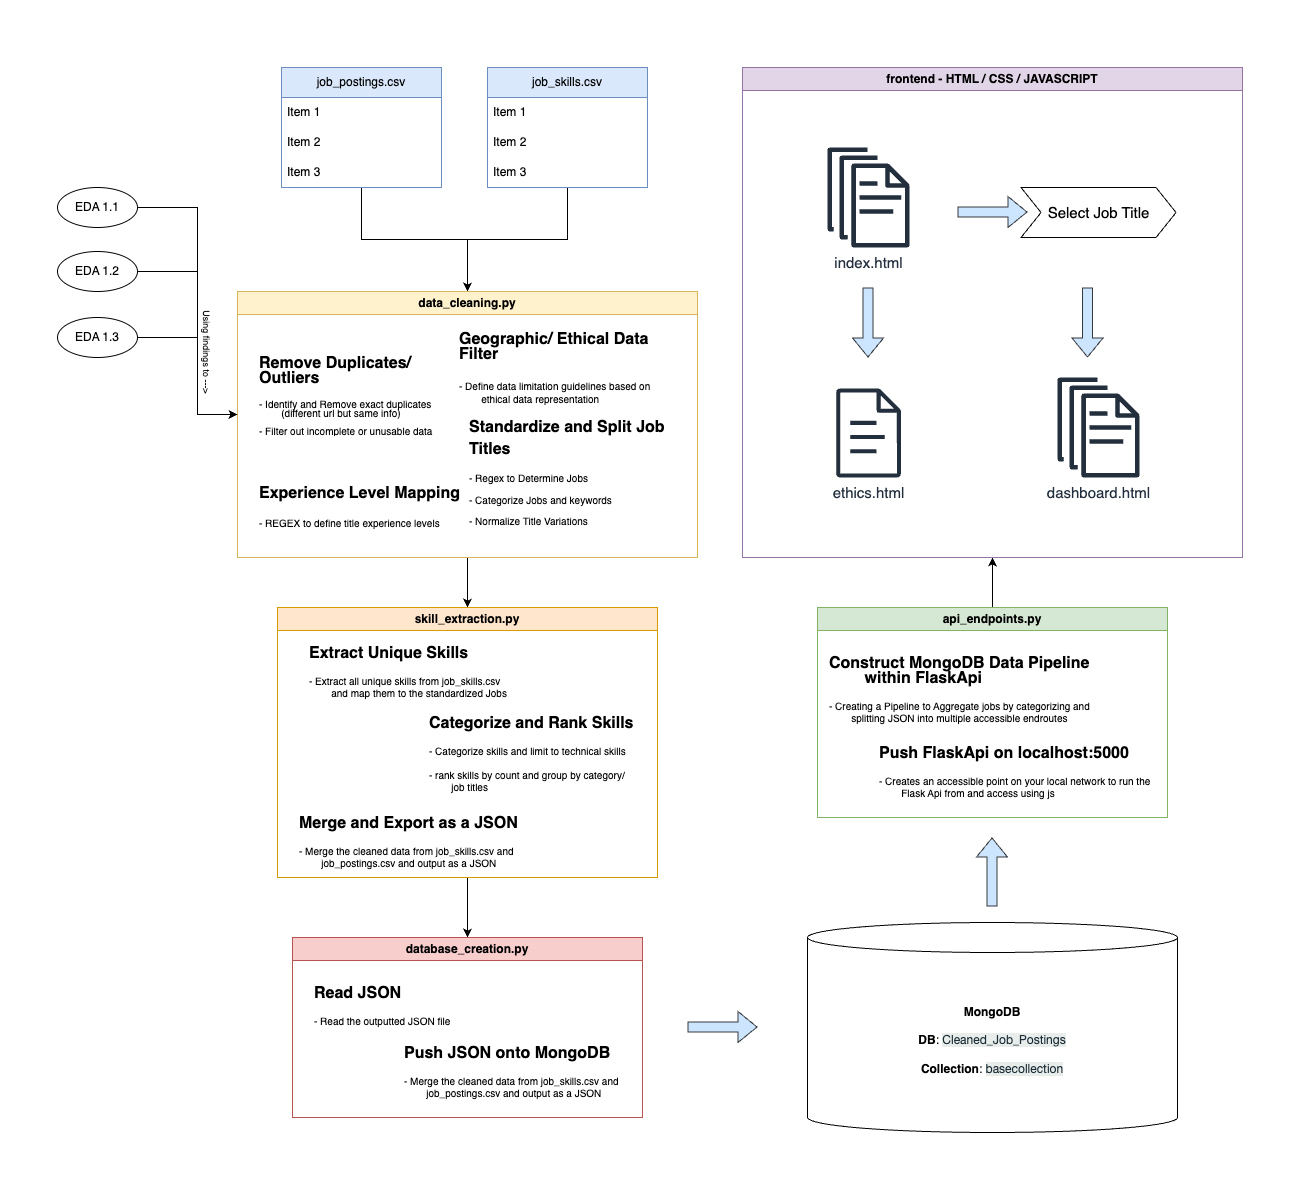 job_postings.csv
Item 1
Item 2
Item 3
job_skills.csv
Item 1
Item 2
Item 3
EDA 1.1
EDA 1.2
EDA 1.3
Using findings to --->
data_cleaning.py
Remove Duplicates/
Outliers
- Identify and Remove exact duplicates
(different url but same info)
- Filter out incomplete or unusable data
Experience Level Mapping
- REGEX to define title experience levels
Geographic/ Ethical Data
Filter
- Define data limitation guidelines based on
ethical data representation
Standardize and Split Job
Titles
- Regex to Determine Jobs
- Categorize Jobs and keywords
- Normalize Title Variations
skill_extraction.py
Extract Unique Skills
- Extract all unique skills from job_skills.csv
and map them to the standardized Jobs
Categorize and Rank Skills
- Categorize skills and limit to technical skills
- rank skills by count and group by category/
job titles
Merge and Export as a JSON
- Merge the cleaned data from job_skills.csv and
job_postings.csv and output as a JSON
database_creation.py
Read JSON
- Read the outputted JSON file
Push JSON onto MongoDB
- Merge the cleaned data from job_skills.csv and
job_postings.csv and output as a JSON
MongoDB
DB: Cleaned_Job_Postings
Collection: basecollection
api_endpoints.py
Construct MongoDB Data Pipeline
within FlaskApi
- Creating a Pipeline to Aggregate jobs by categorizing and
splitting JSON into multiple accessible endroutes
Push FlaskApi on localhost:5000
- Creates an accessible point on your local network to run the
Flask Api from and access using js
frontend - HTML / CSS / JAVASCRIPT
index.html
Select Job Title
ethics.html
dashboard.html